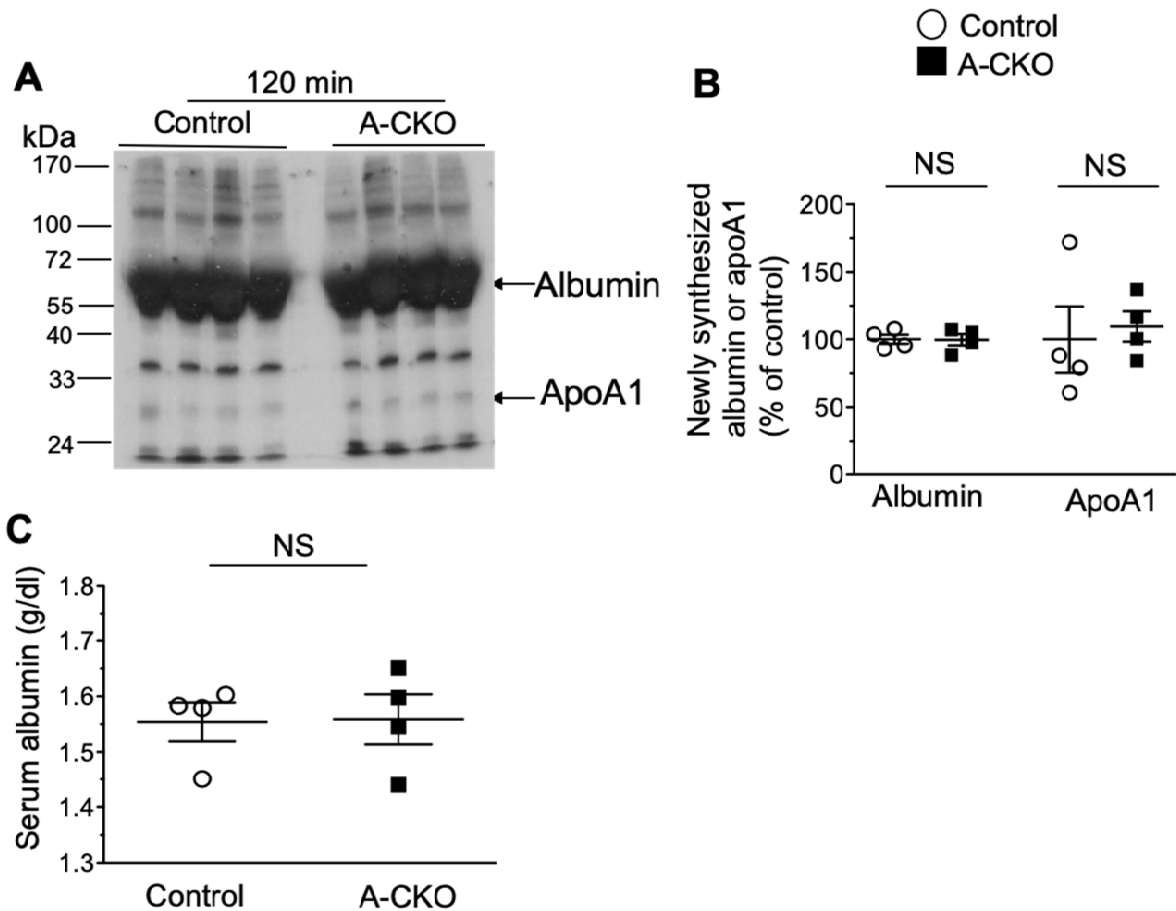 Control
A-CKO
A
120 min
Control
A-CKO
kDa
170
100
72
55
40
33
24
Albumin
ApoA1
B
NS
NS
Newly synthesized
albumin or apoA1
(% of control)
200
150
100
50
0
Albumin
ApoA1
C
NS
Serum albumin (g/dl)
1.8
1.7
1.6
1.5
1.4
1.3
Control
A-CKO